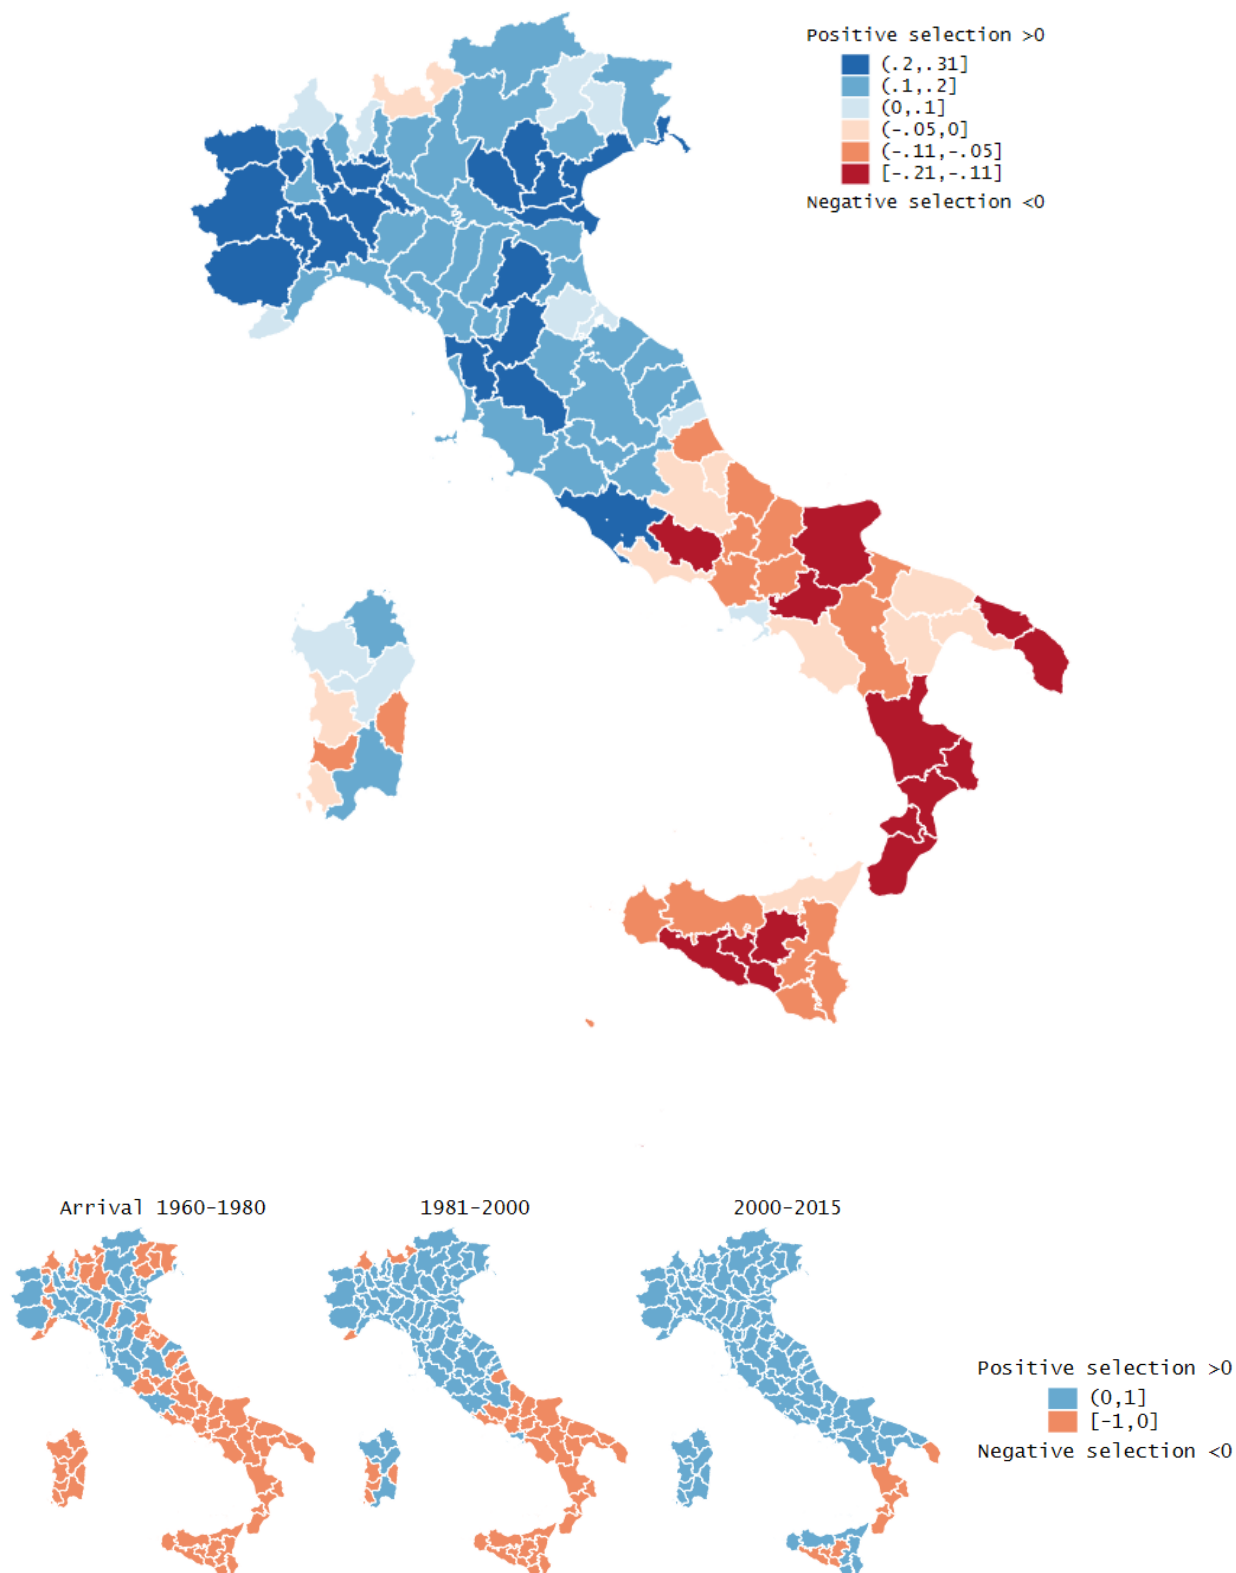 Positive selection >0
(.2,.31]
(.1,.2]
(0,.1]
(-.05,0]
(-.11,-.05]
[-.21,-.11]
Negative selection <0
Arrival 1960-1980
1981-2000
2000-2015
Positive selection >0
(0,1]
[-1,0]
Negative selection <0